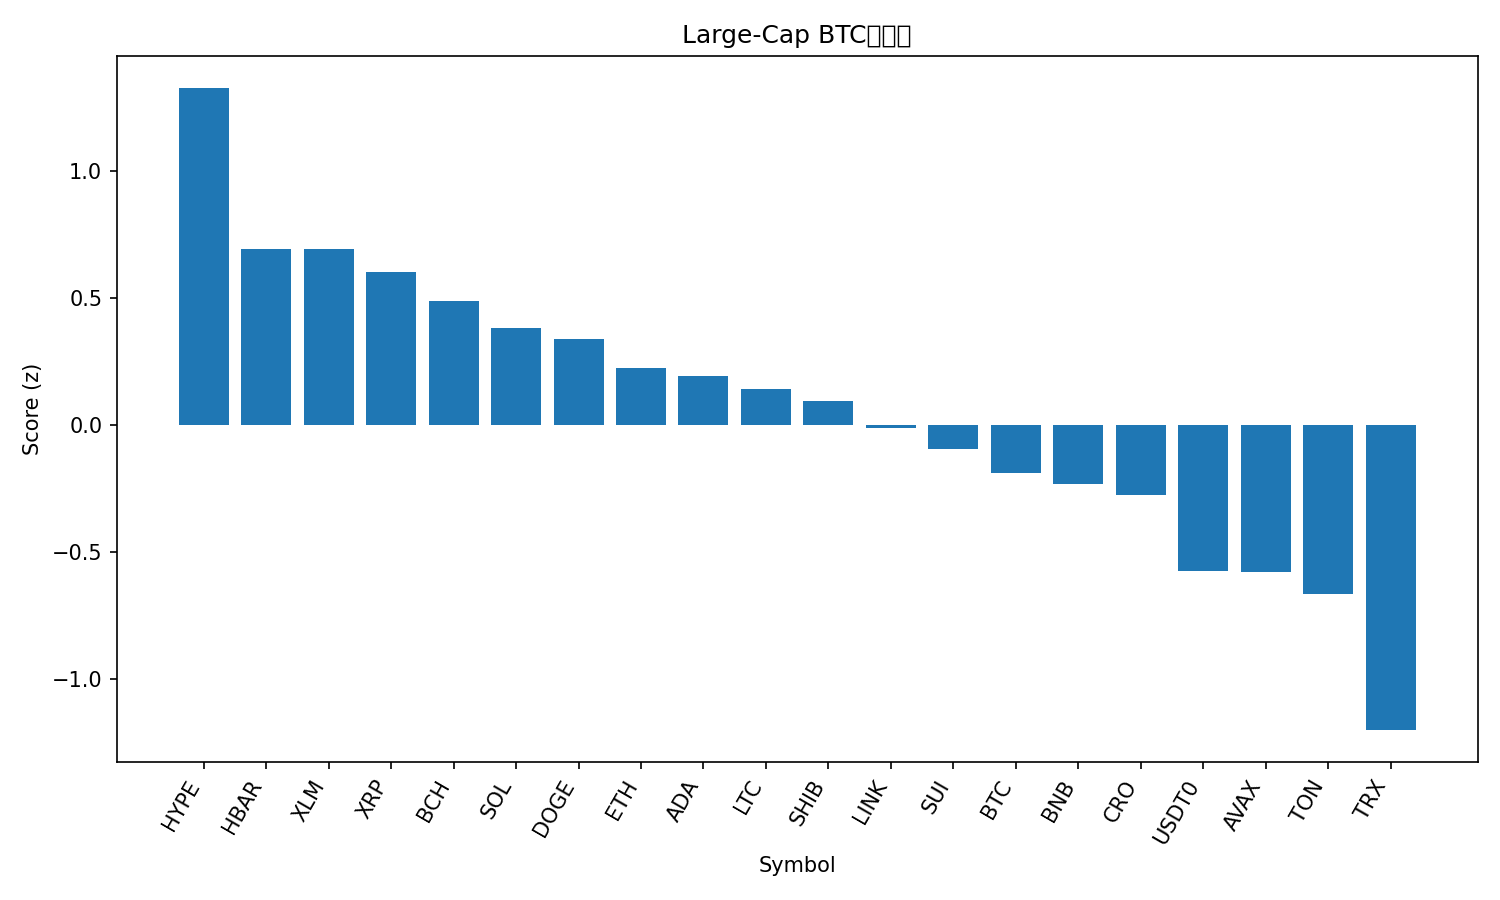 Large-Cap BTC
1.0
0.5
0.0
−0.5
−1.0
Score (z)
HYPE
HBAR
XLM
XRP
BCH
SOL
DOGE
ETH
ADA
LTC
SHIB
LINK
SUI
BTC
BNB
CRO
USDT0
AVAX
TON
TRX
Symbol